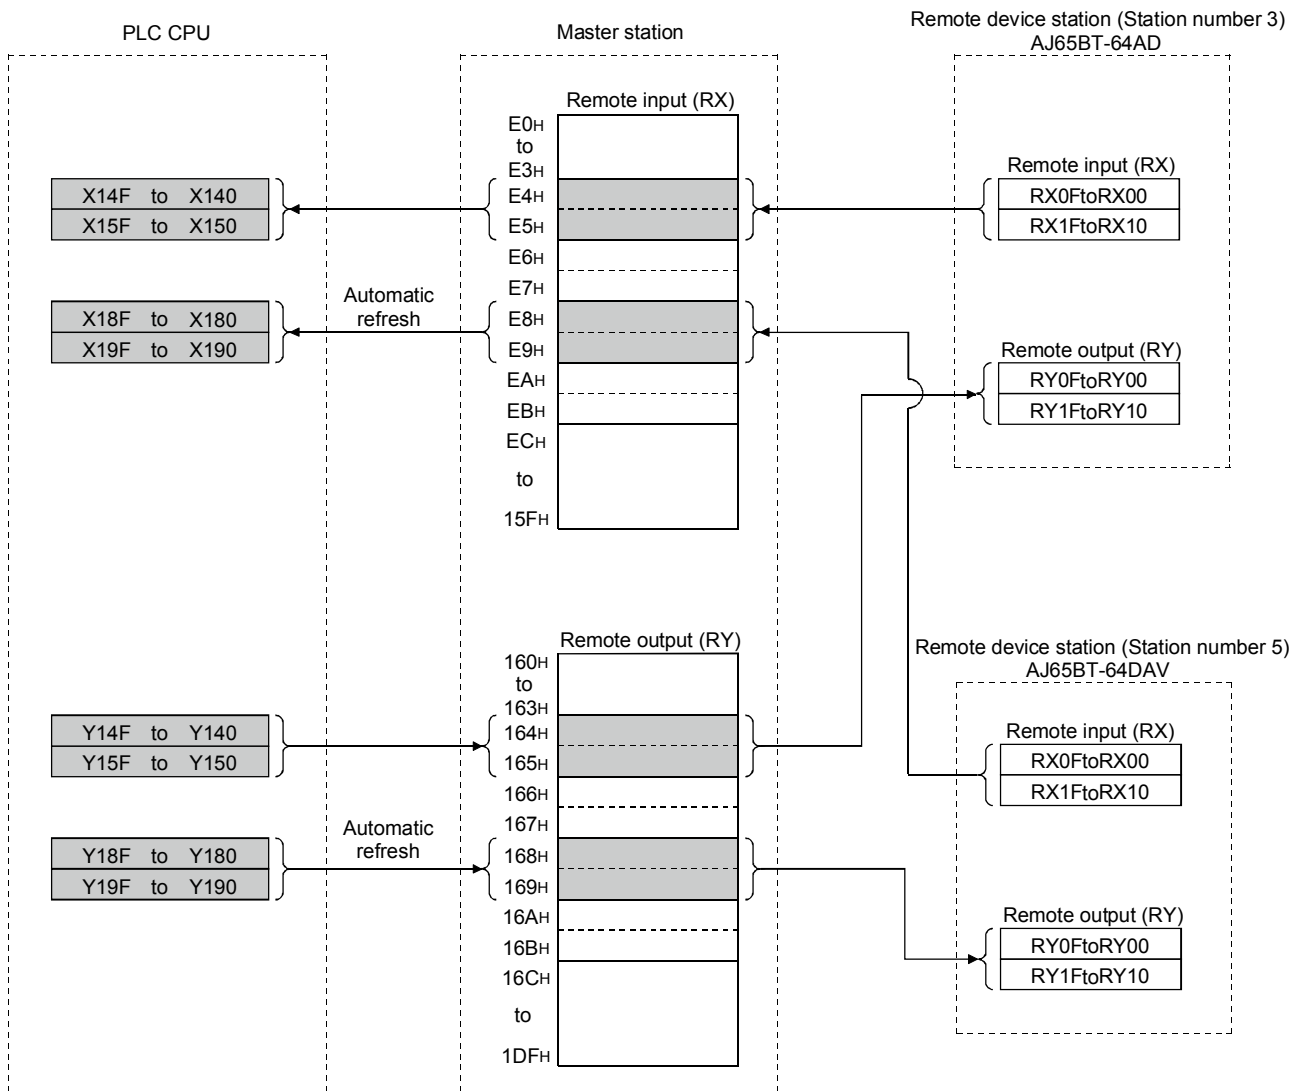 PLC CPU
Master station
Remote device station (Station number 3)
AJ65BT-64AD
Remote input (RX)
E0H
to
E3H
E4H
E5H
E6H
E7H
E8H
E9H
EAH
EBH
ECH
to
15FH
X14F to X140
X15F to X150
X18F to X180
X19F to X190
Automatic
refresh
Remote input (RX)
RX0FtoRX00
RX1FtoRX10
Remote output (RY)
RY0FtoRY00
RY1FtoRY10
Remote output (RY)
160H
to
163H
164H
165H
166H
167H
168H
169H
16AH
16BH
16CH
to
1DFH
Y14F to Y140
Y15F to Y150
Y18F to Y180
Y19F to Y190
Automatic
refresh
Remote device station (Station number 5)
AJ65BT-64DAV
Remote input (RX)
RX0FtoRX00
RX1FtoRX10
Remote output (RY)
RY0FtoRY00
RY1FtoRY10